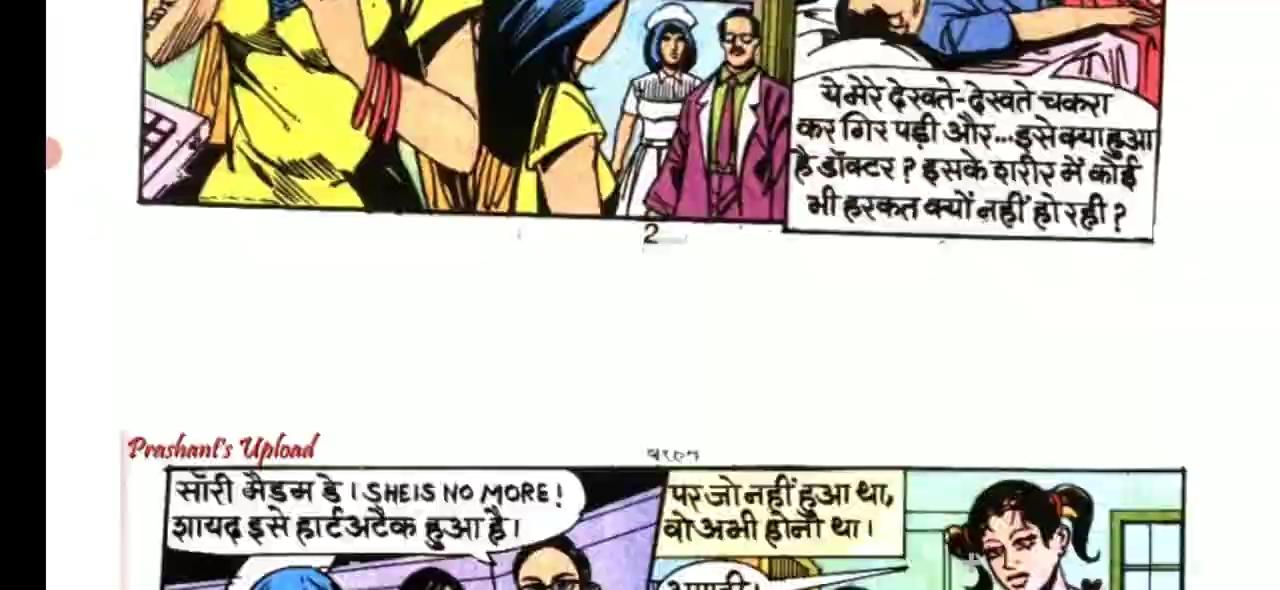 ये मेरे देखते-देखते चकरा
कर गिर पड़ी और...इसे क्या हुआ
है डॉक्टर? इसके शरीर में कोई
भी हरकत क्यों नहीं हो रही?
2
Prashant's Upload
सॉरी मैडम डे! SHE IS NO MORE!
शायद इसे हार्टअटैक हुआ है।
पर जो नहीं हुआ था,
वो अभी होना था।